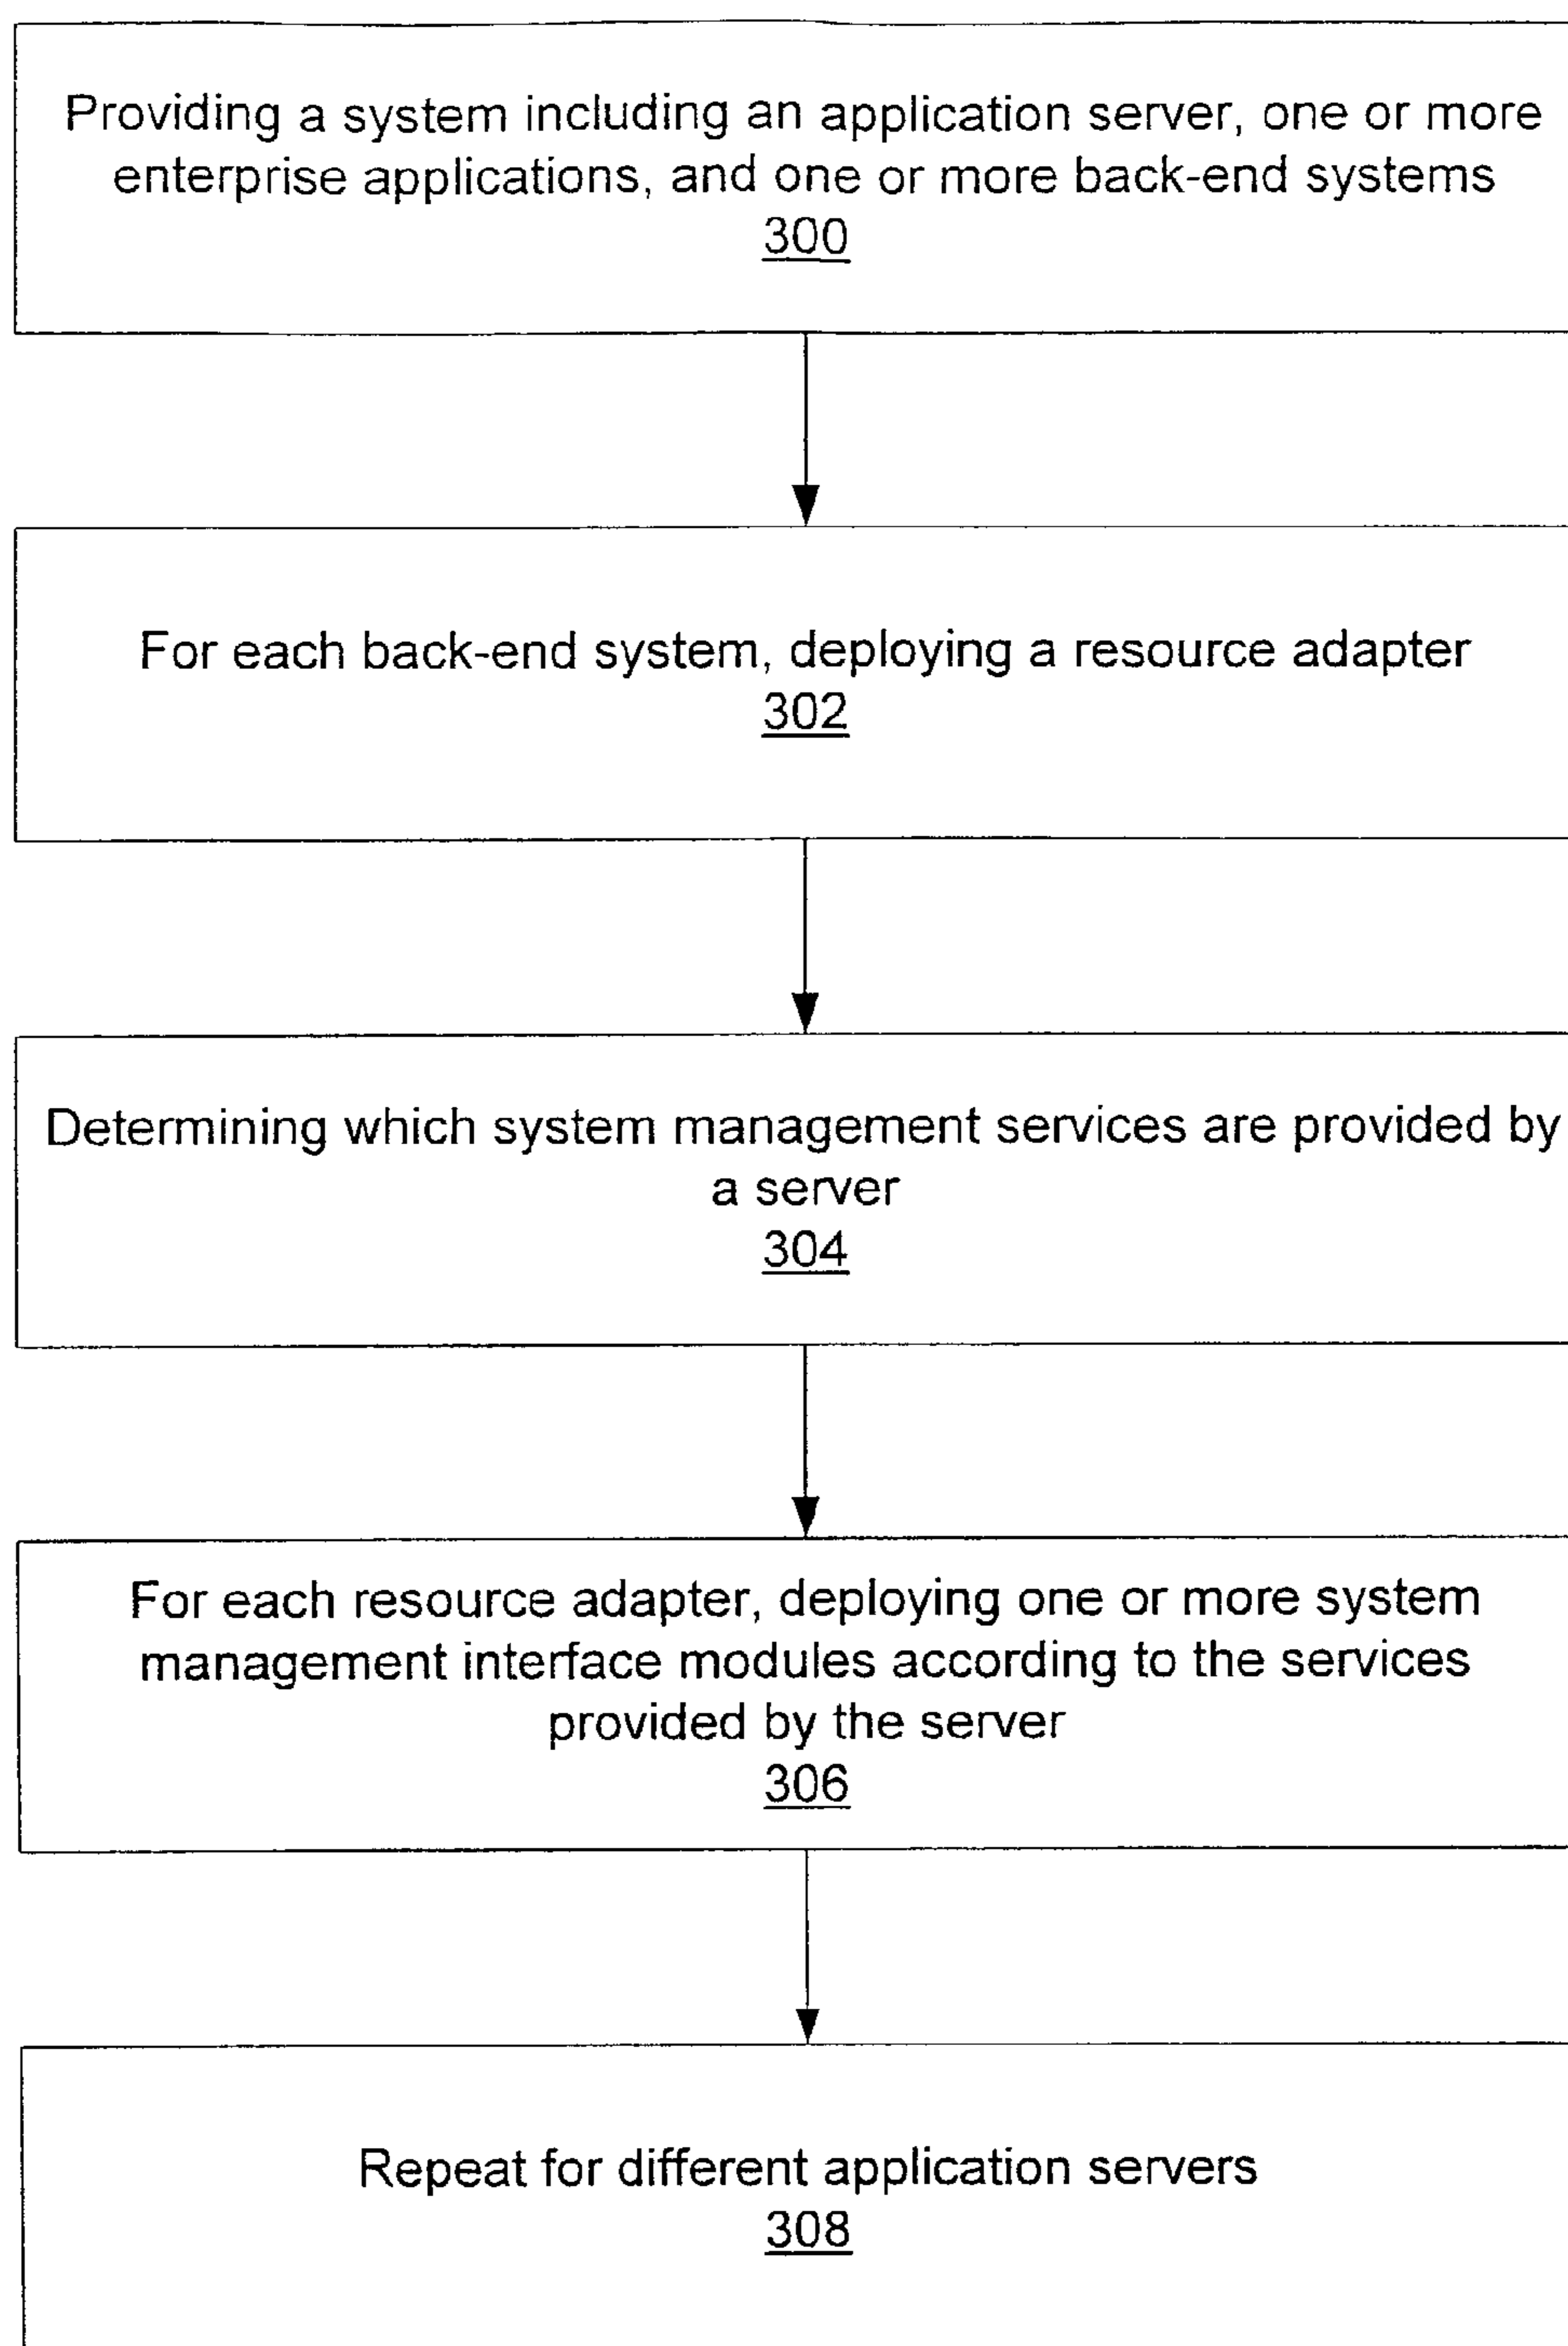 Providing a system including an application server, one or more
enterprise applications, and one or more back-end systems
300
For each back-end system, deploying a resource adapter
302
Determining which system management services are provided by
a server
304
For each resource adapter, deploying one or more system
management interface modules according to the services
provided by the server
306
Repeat for different application servers
308